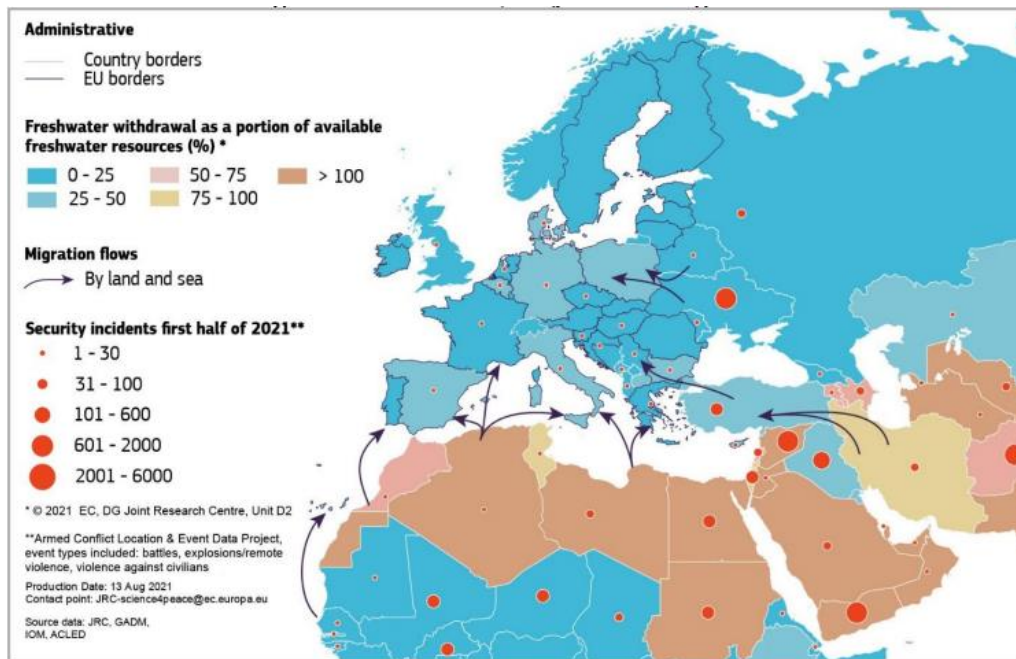 Administrative
Country borders
EU borders
Freshwater withdrawal as a portion of available
freshwater resources (%) *
0 - 25
50 - 75
> 100
25 - 50
75 - 100
Migration flows
By land and sea
Security incidents first half of 2021**
1 - 30
31 - 100
101 - 600
601 - 2000
2001 - 6000
* © 2021 EC, DG Joint Research Centre, Unit D2
**Armed Conflict Location & Event Data Project,
event types included: battles, explosions/remote
violence, violence against civilians
Production Date: 13 Aug 2021
Contact point: JRC-science4peace@ec.europa.eu
Source data: JRC, GADM,
IOM, ACLED